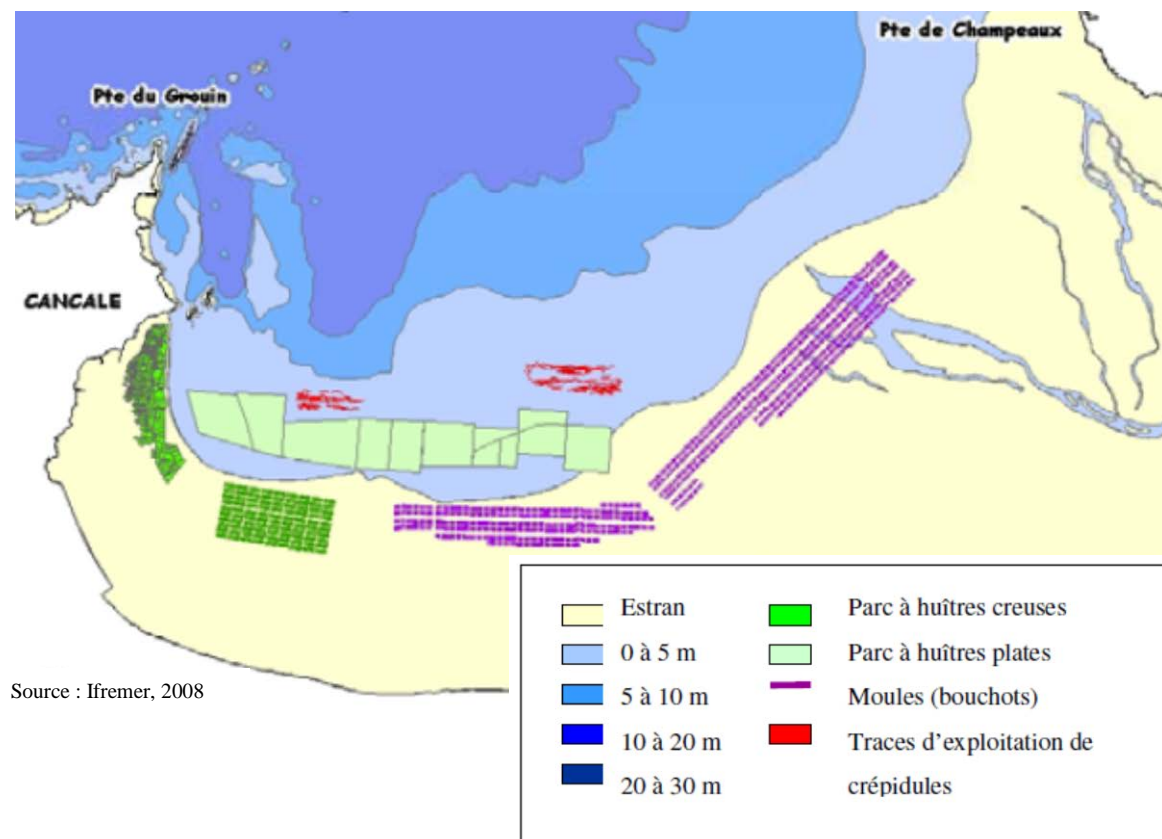 Pte de Champeaux
Pte du Grouin
CANCALE
Source : Ifremer, 2008
Estran
0 à 5 m
5 à 10 m
10 à 20 m
20 à 30 m
Parc à huîtres creuses
Parc à huîtres plates
Moules (bouchots)
Traces d’exploitation de
crépidules